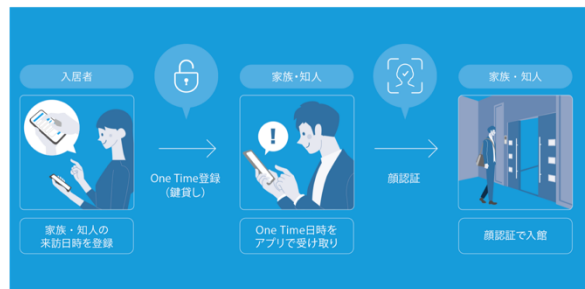 入居者
家族・知人の
来訪日時を登録
One Time登録
(鍵貸し)
家族・知人
!
One Time日時を
アプリで受け取り
顔認証
家族・知人
顔認証で入館